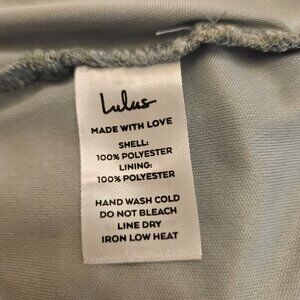 Lulus
MADE WITH LOVE
SHELL:
100% POLYESTER
LINING:
100% POLYESTER
HAND WASH COLD
DO NOT BLEACH
LINE DRY
IRON LOW HEAT